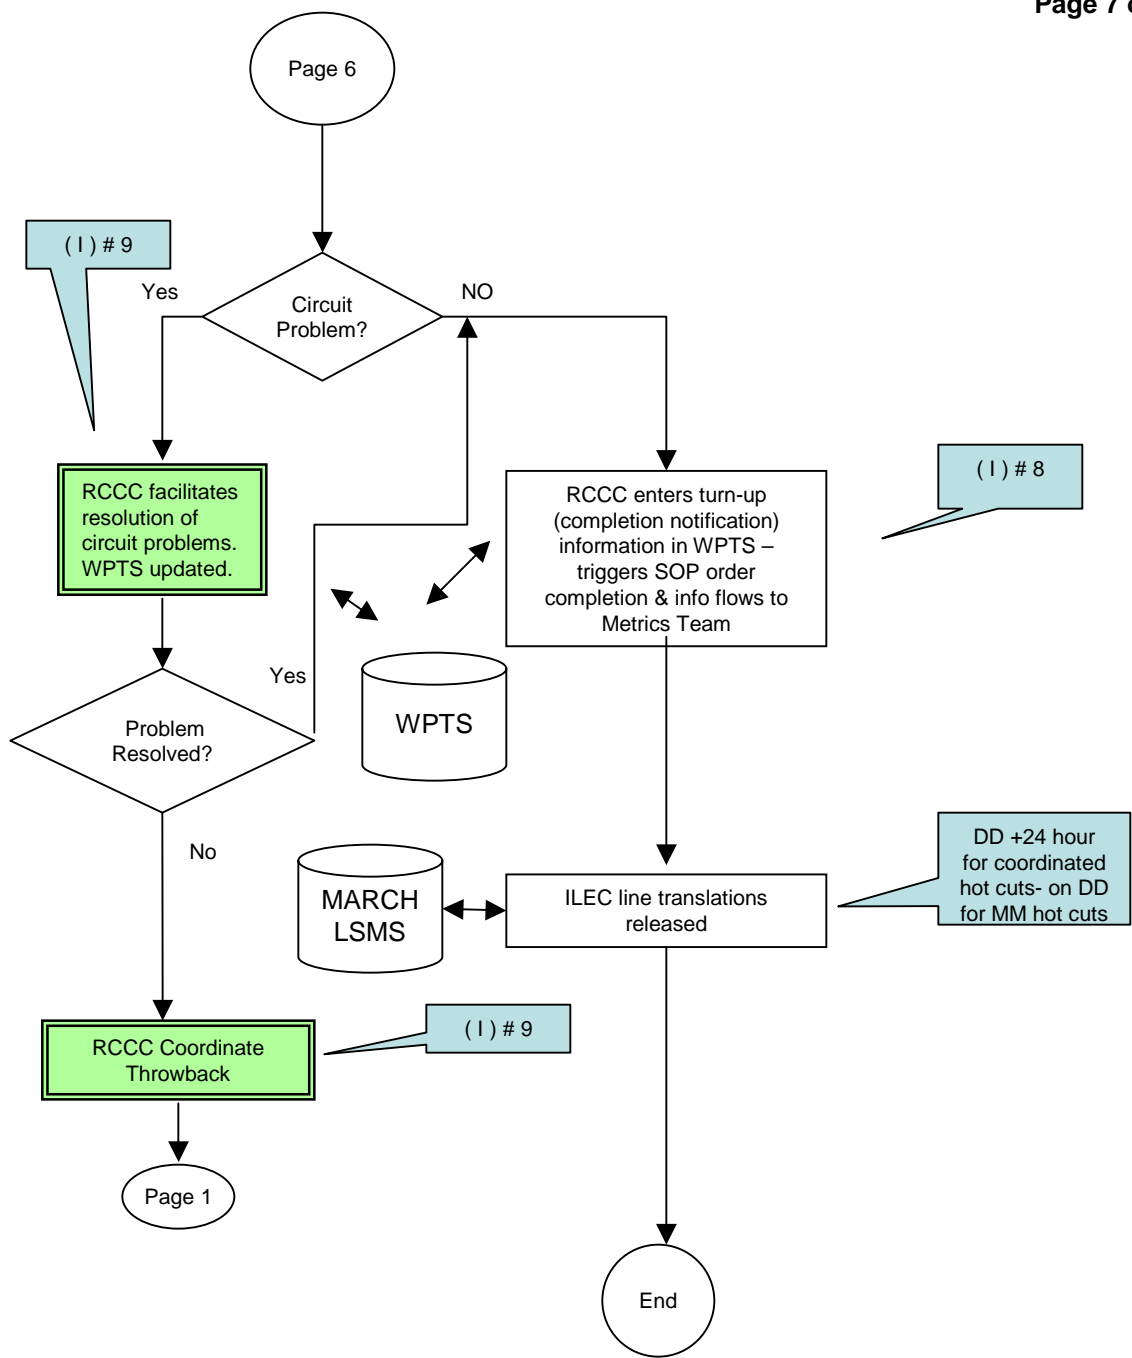 Page 7 o
Page 6
( I ) # 9
Yes
NO
Circuit
Problem?
RCCC facilitates
resolution of
circuit problems.
WPTS updated.
RCCC enters turn-up
(completion notification)
information in WPTS –
triggers SOP order
completion & info flows to
Metrics Team
( I ) # 8
Yes
WPTS
Problem
Resolved?
No
MARCH
LSMS
ILEC line translations
released
DD +24 hour
for coordinated
hot cuts- on DD
for MM hot cuts
RCCC Coordinate
Throwback
( I ) # 9
Page 1
End